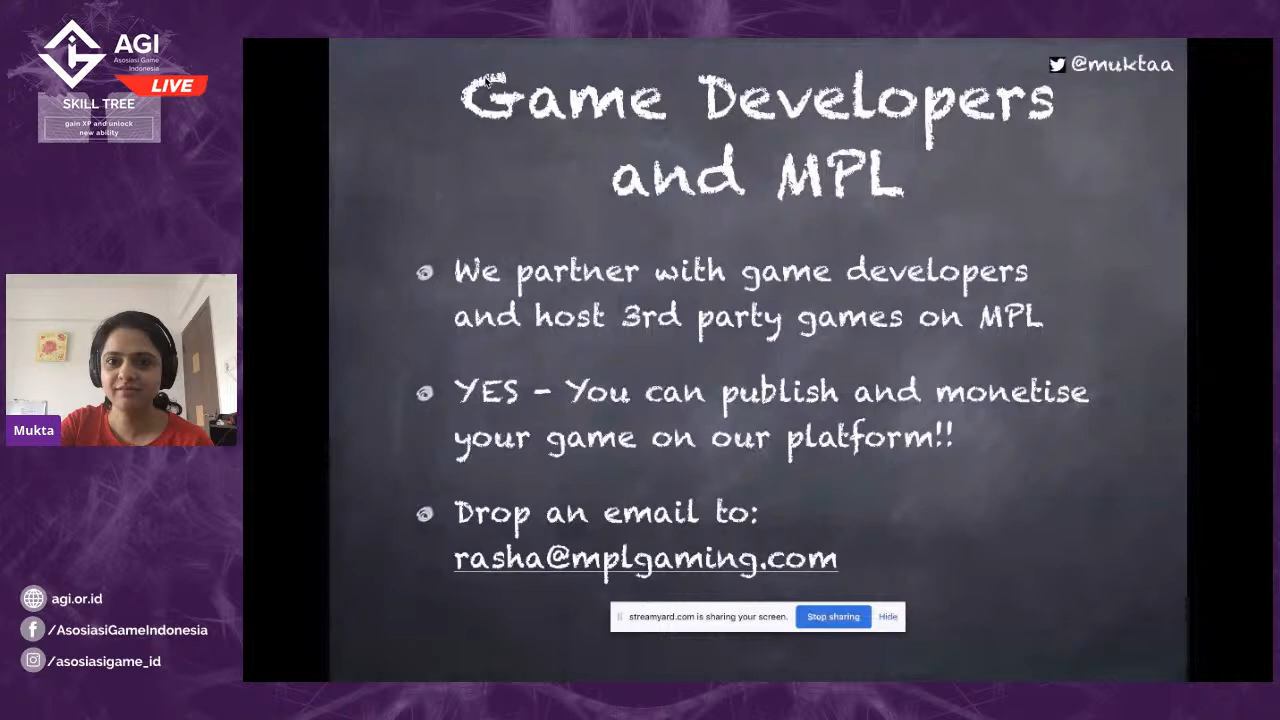 AGI
Asosiasi Game
Indonesia
LIVE
SKILL TREE
gain XP and unlock
new ability
@muktaa
Game Developers
and MPL
We partner with game developers
and host 3rd party games on MPL
YES - You can publish and monetise
your game on our platform!!
Drop an email to:
rasha@mplgaming.com
streamyard.com is sharing your screen.
Stop sharing
Hide
Mukta
agi.or.id
/AsosiasiGameIndonesia
/asosiasigame_id